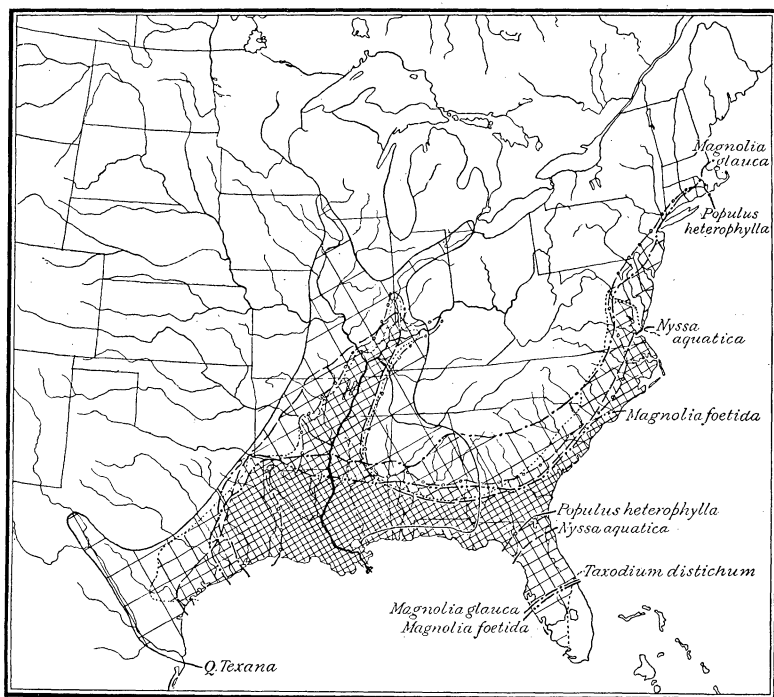 Magnolia
glauca
Populus
heterophylla
Nyssa
aquatica
Magnolia foetida
Populus heterophylla
Nyssa aquatica
Taxodium distichum
Magnolia glauca
Magnolia foetida
Q. Texana